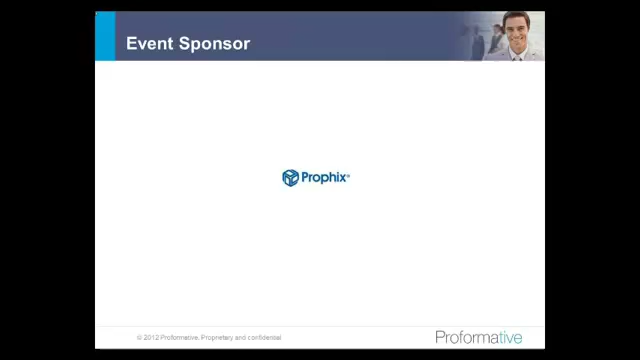 Event Sponsor
Prophix®
© 2012 Proformative, Proprietary and confidential
Proformative